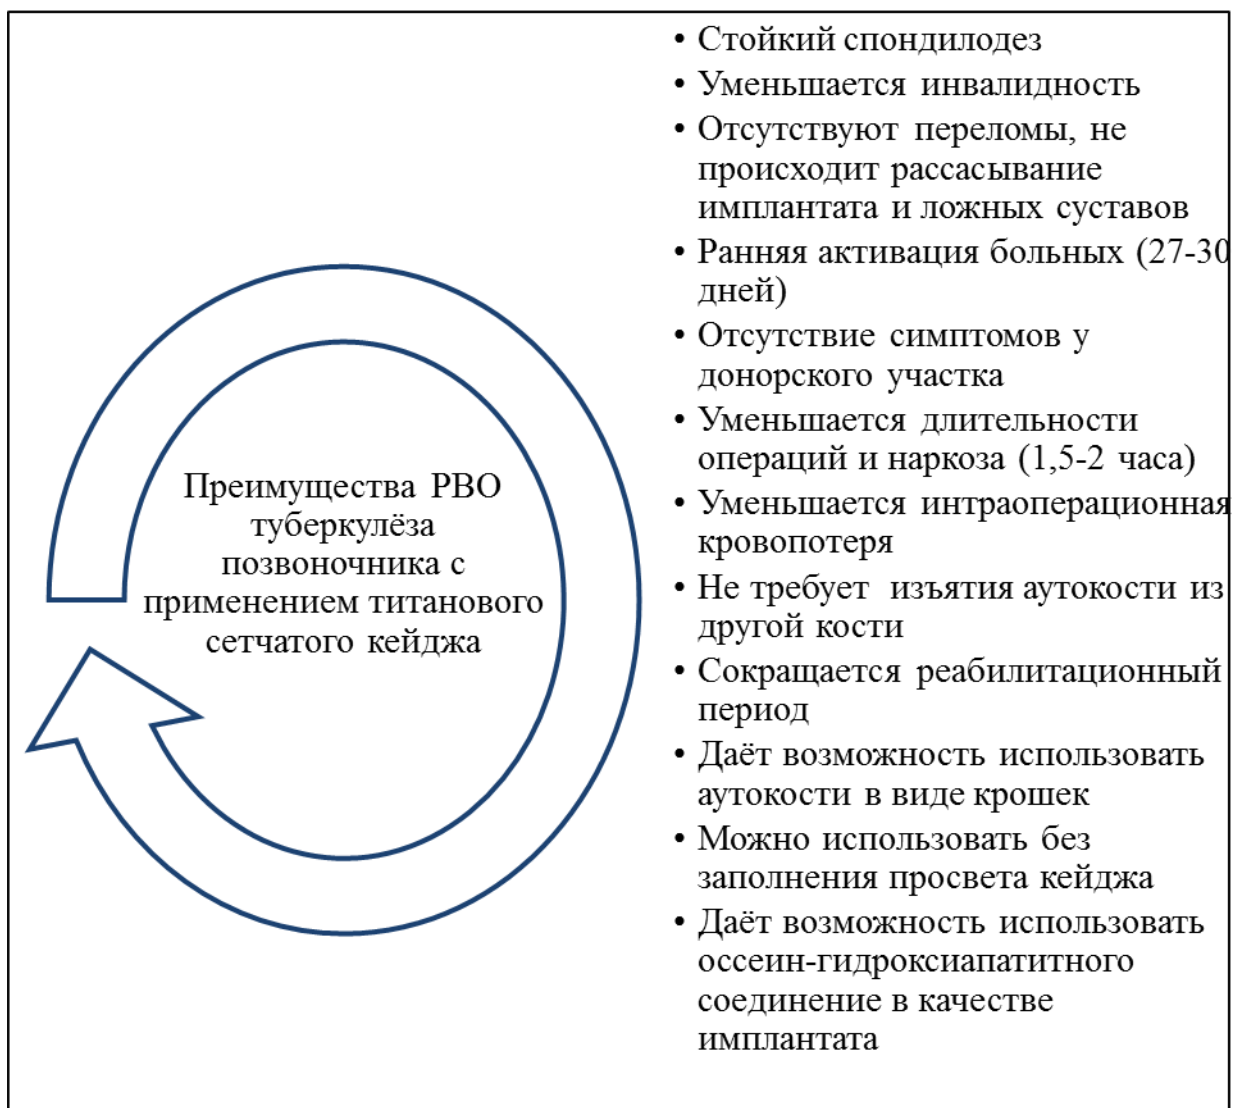 Преимущества РВО
туберкулёза
позвоночника с
применением титанового
сетчатого кейджа
• Стойкий спондилодез
• Уменьшается инвалидность
• Отсутствуют переломы, не
происходит рассасывание
имплантата и ложных суставов
• Ранняя активация больных (27-30
дней)
• Отсутствие симптомов у
донорского участка
• Уменьшается длительности
операций и наркоза (1,5-2 часа)
• Уменьшается интраоперационная
кровопотеря
• Не требует изъятия аутокости из
другой кости
• Сокращается реабилитационный
период
• Даёт возможность использовать
аутокости в виде крошек
• Можно использовать без
заполнения просвета кейджа
• Даёт возможность использовать
оссеин-гидроксиапатитного
соединение в качестве
имплантата